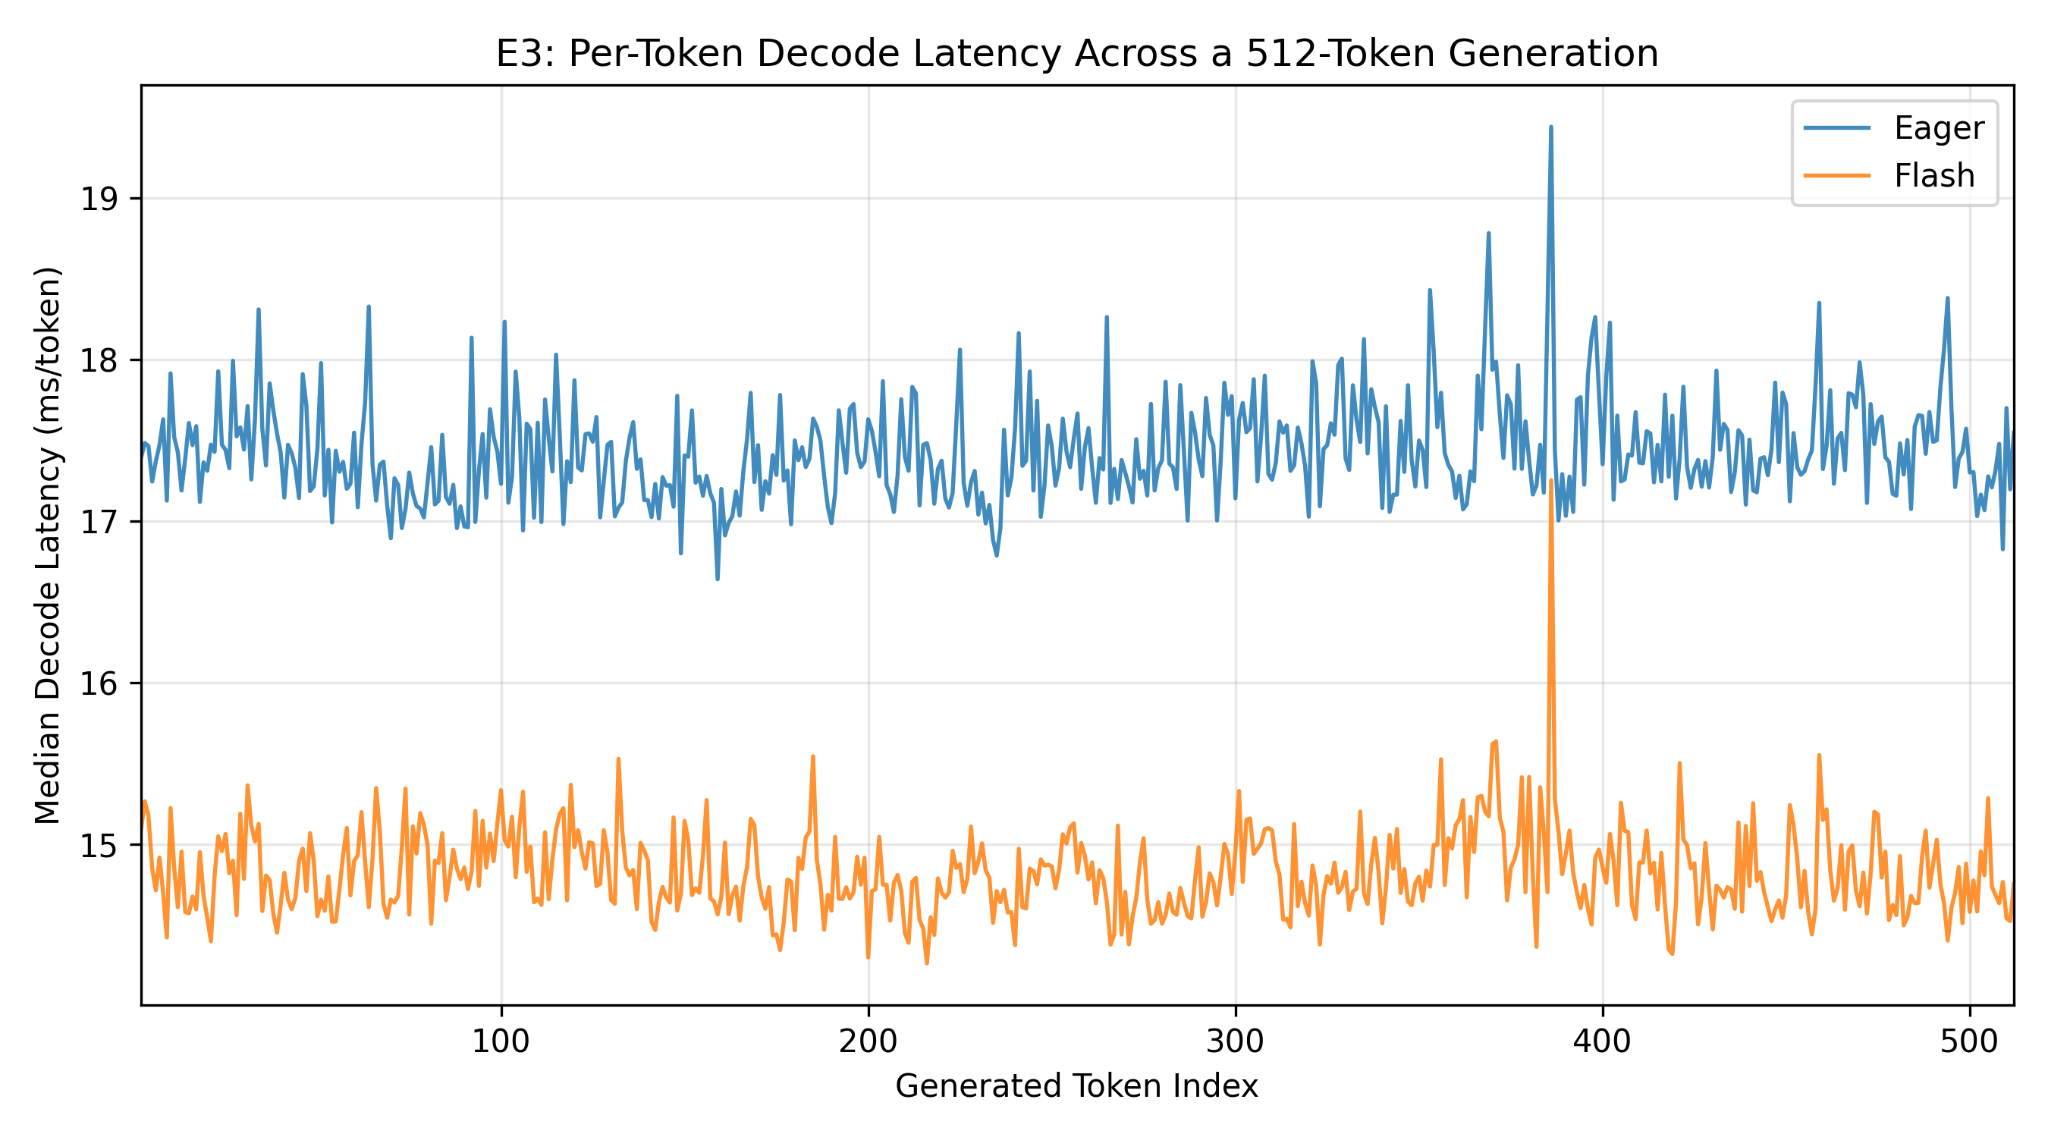 E3: Per-Token Decode Latency Across a 512-Token Generation
Eager
Flash
Median Decode Latency (ms/token)
19
18
17
16
15
100
200
300
400
500
Generated Token Index